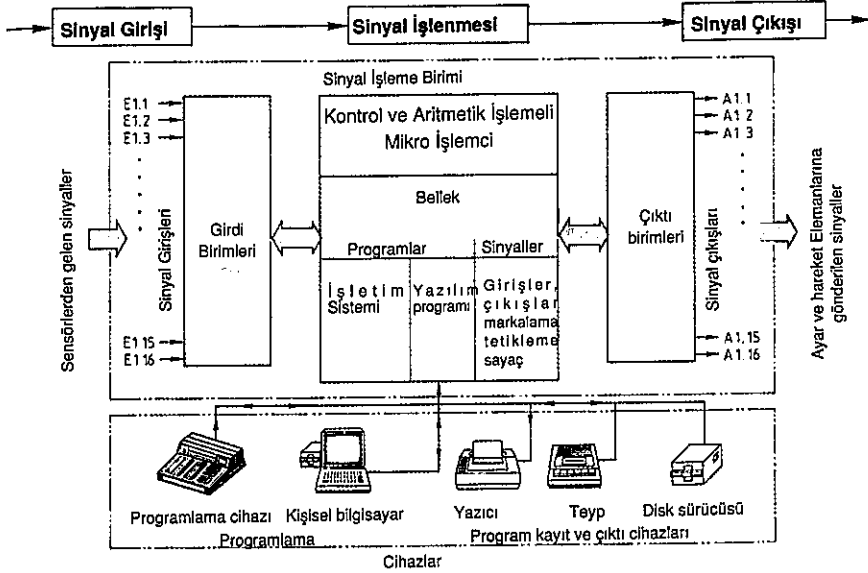 Sinyal Girişi
Sinyal İşlenmesi
Sinyal Çıkışı
Sinyal İşleme Birimi
Sensörlerden gelen sinyaller
E1.1
E1.2
E1.3
E1 15
E1 16
Sinyal Girişleri
Girdi
Birimleri
Kontrol ve Aritmetik İşlemeli
Mikro İşlemci
Bellek
Programlar
Sinyaller
İşletim
Sistemi
Yazılım
programı
Girişler,
çıkışlar
markalama
tetikleme
sayaç
Çıktı
birimleri
Sinyal çıkışları
A1.1
A1.2
A1.3
A1.15
A1.16
Ayar ve hareket Elemanlarına
gönderilen sinyaller
Programlama cihazı
Kişisel bilgisayar
Yazıcı
Teyp
Disk sürücüsü
Programlama
Program kayıt ve çıktı cihazları
Cihazlar